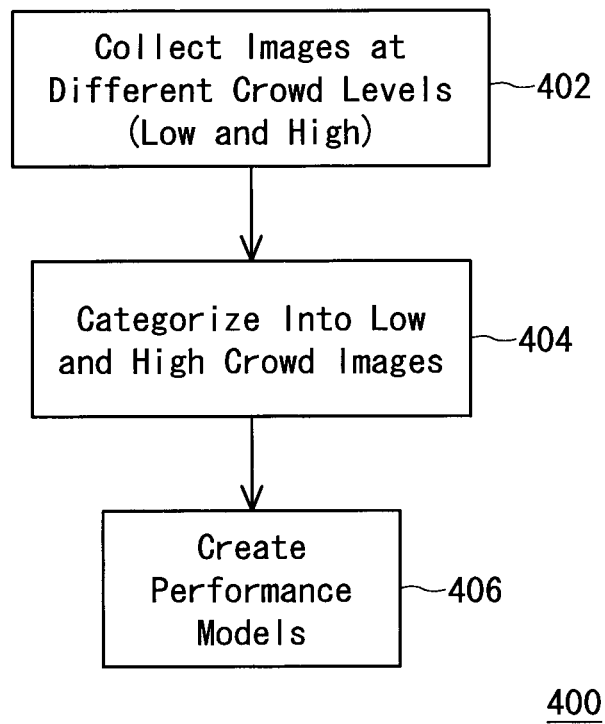 Collect Images at
Different Crowd Levels
(Low and High)
402
Categorize Into Low
and High Crowd Images
404
Create
Performance
Models
406
400